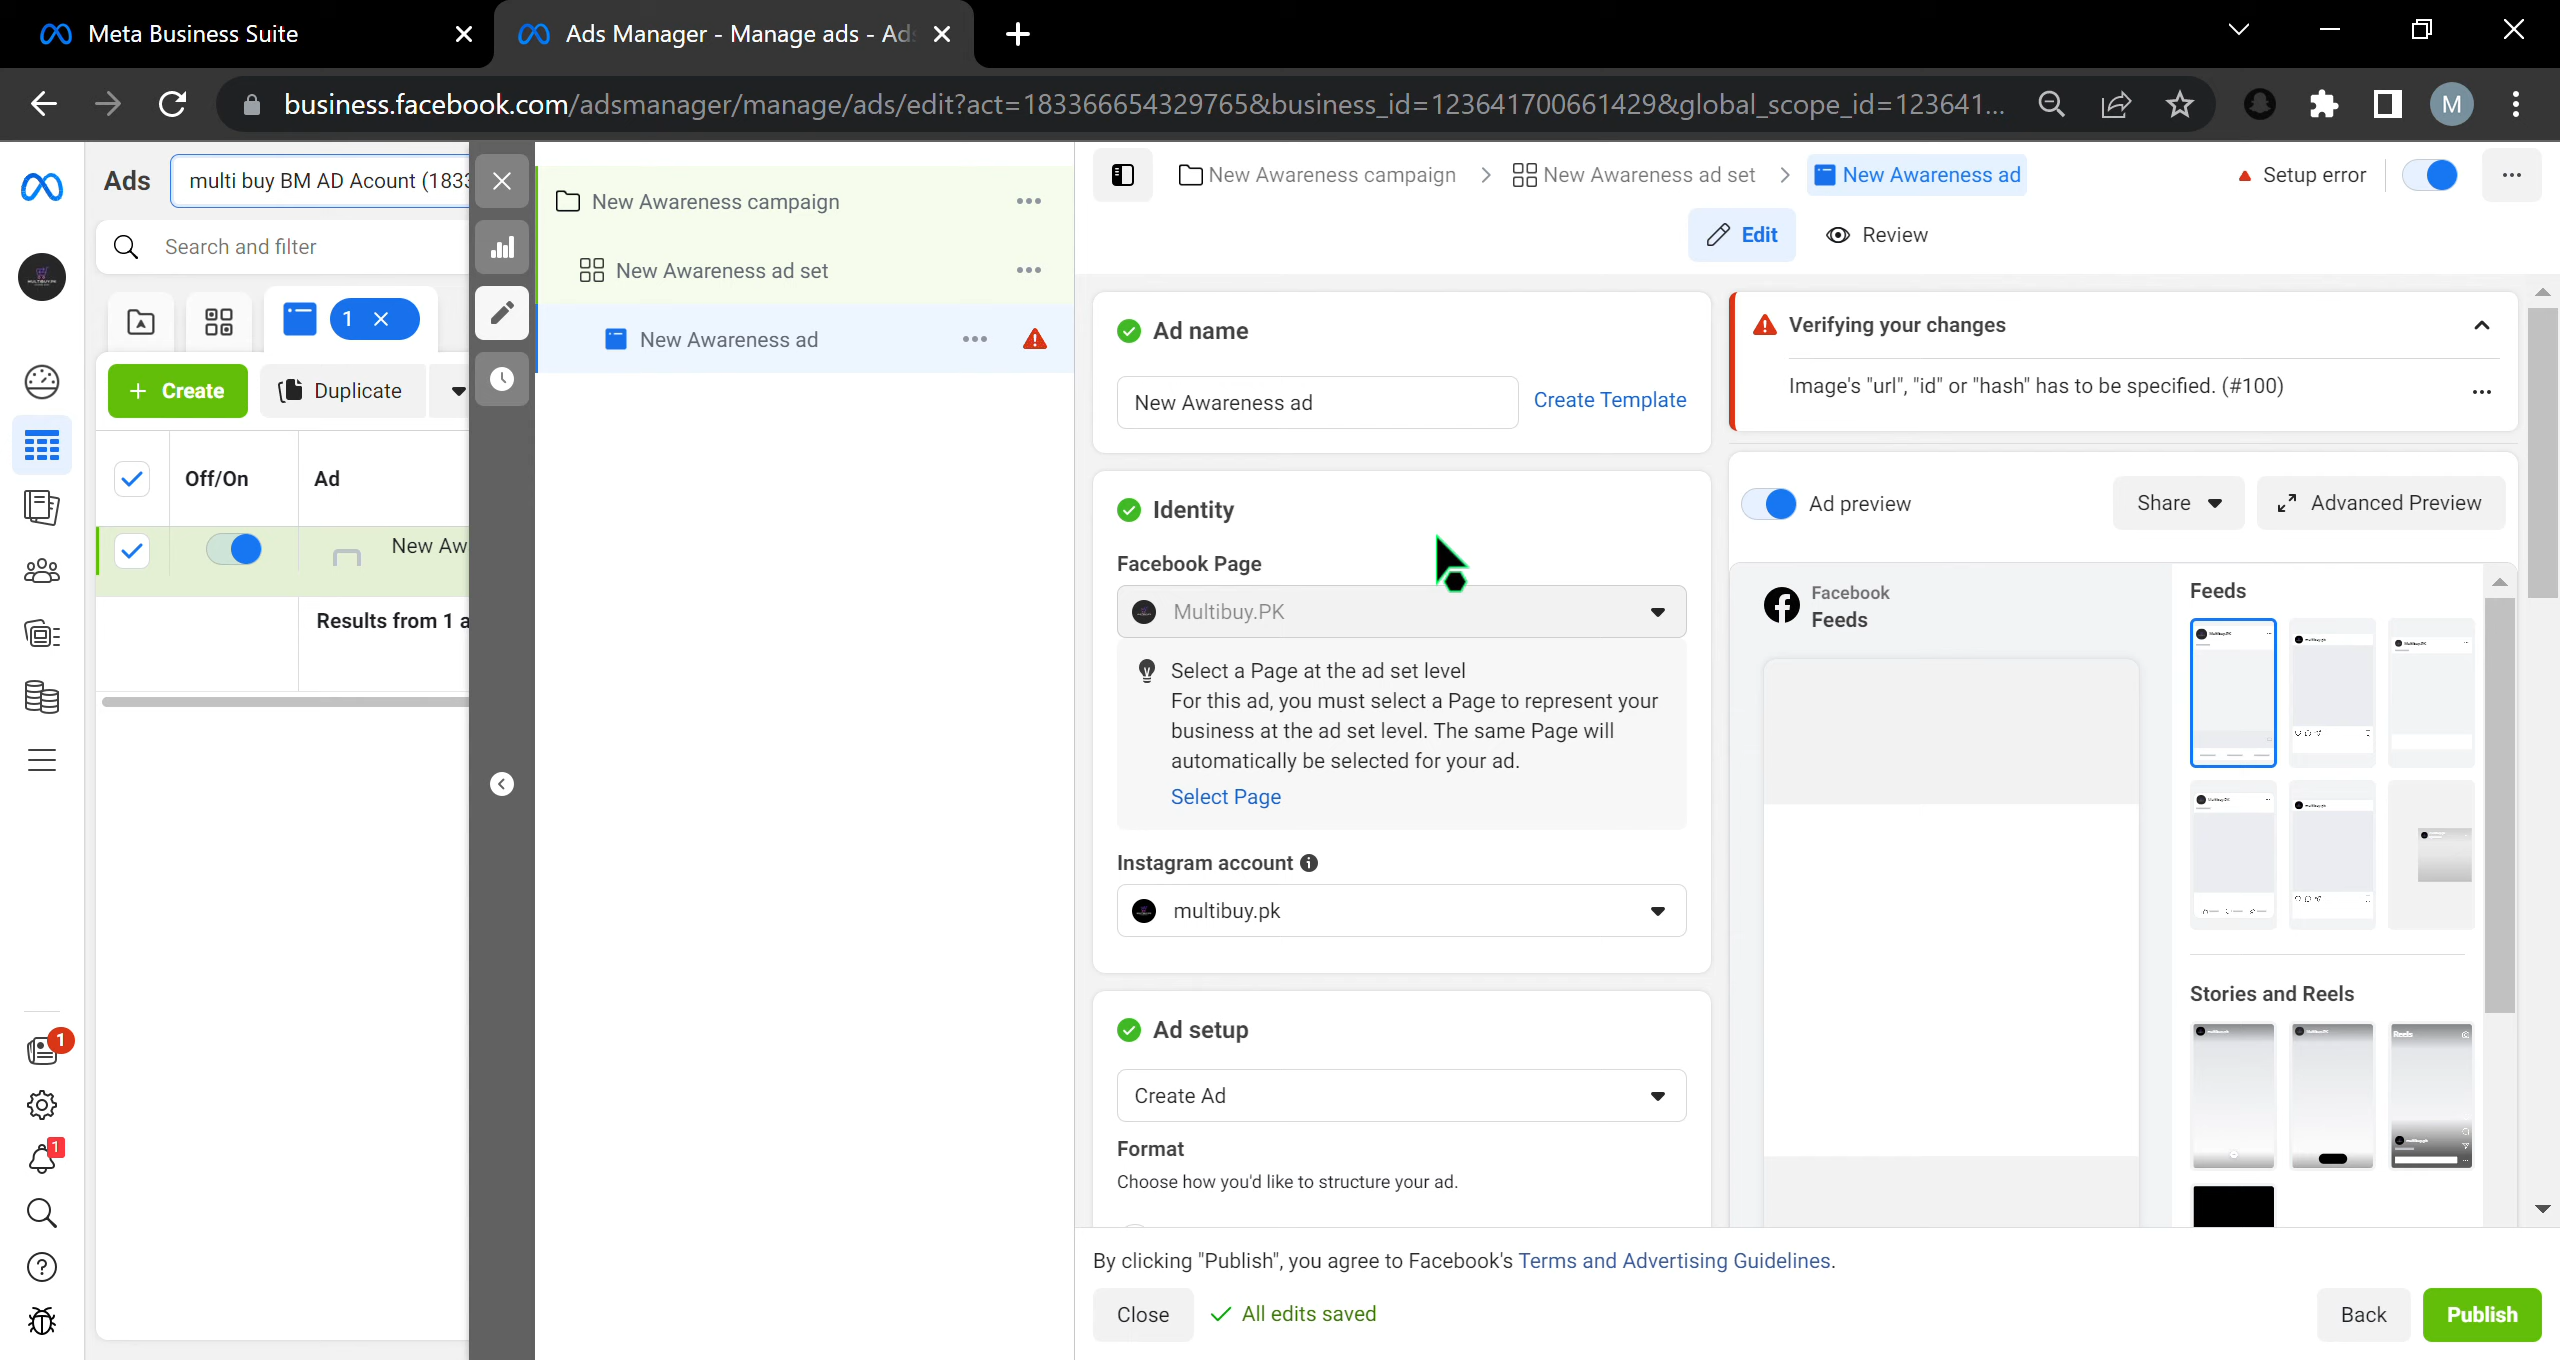 Meta Business Suite
Ads Manager - Manage ads - Ads
business.facebook.com/adsmanager/manage/ads/edit?act=183366654329765&business_id=123641700661429&global_scope_id=123641...
M
Ads
multi buy BM AD Acount (1833
Search and filter
1
+ Create
Duplicate
Off/On
Ad
New Aw
Results from 1 a
1
1
New Awareness campaign
New Awareness ad set
New Awareness ad
New Awareness campaign > New Awareness ad set > New Awareness ad
Setup error
Edit
Review
Ad name
New Awareness ad
Create Template
Identity
Facebook Page
Multibuy.PK
Select a Page at the ad set level
For this ad, you must select a Page to represent your
business at the ad set level. The same Page will
automatically be selected for your ad.
Select Page
Instagram account
multibuy.pk
Ad setup
Create Ad
Format
Choose how you'd like to structure your ad.
Verifying your changes
Image's "url", "id" or "hash" has to be specified. (#100)
Ad preview
Share
Advanced Preview
Facebook
Feeds
Feeds
Stories and Reels
Reels
By clicking "Publish", you agree to Facebook's Terms and Advertising Guidelines.
Close
All edits saved
Back
Publish